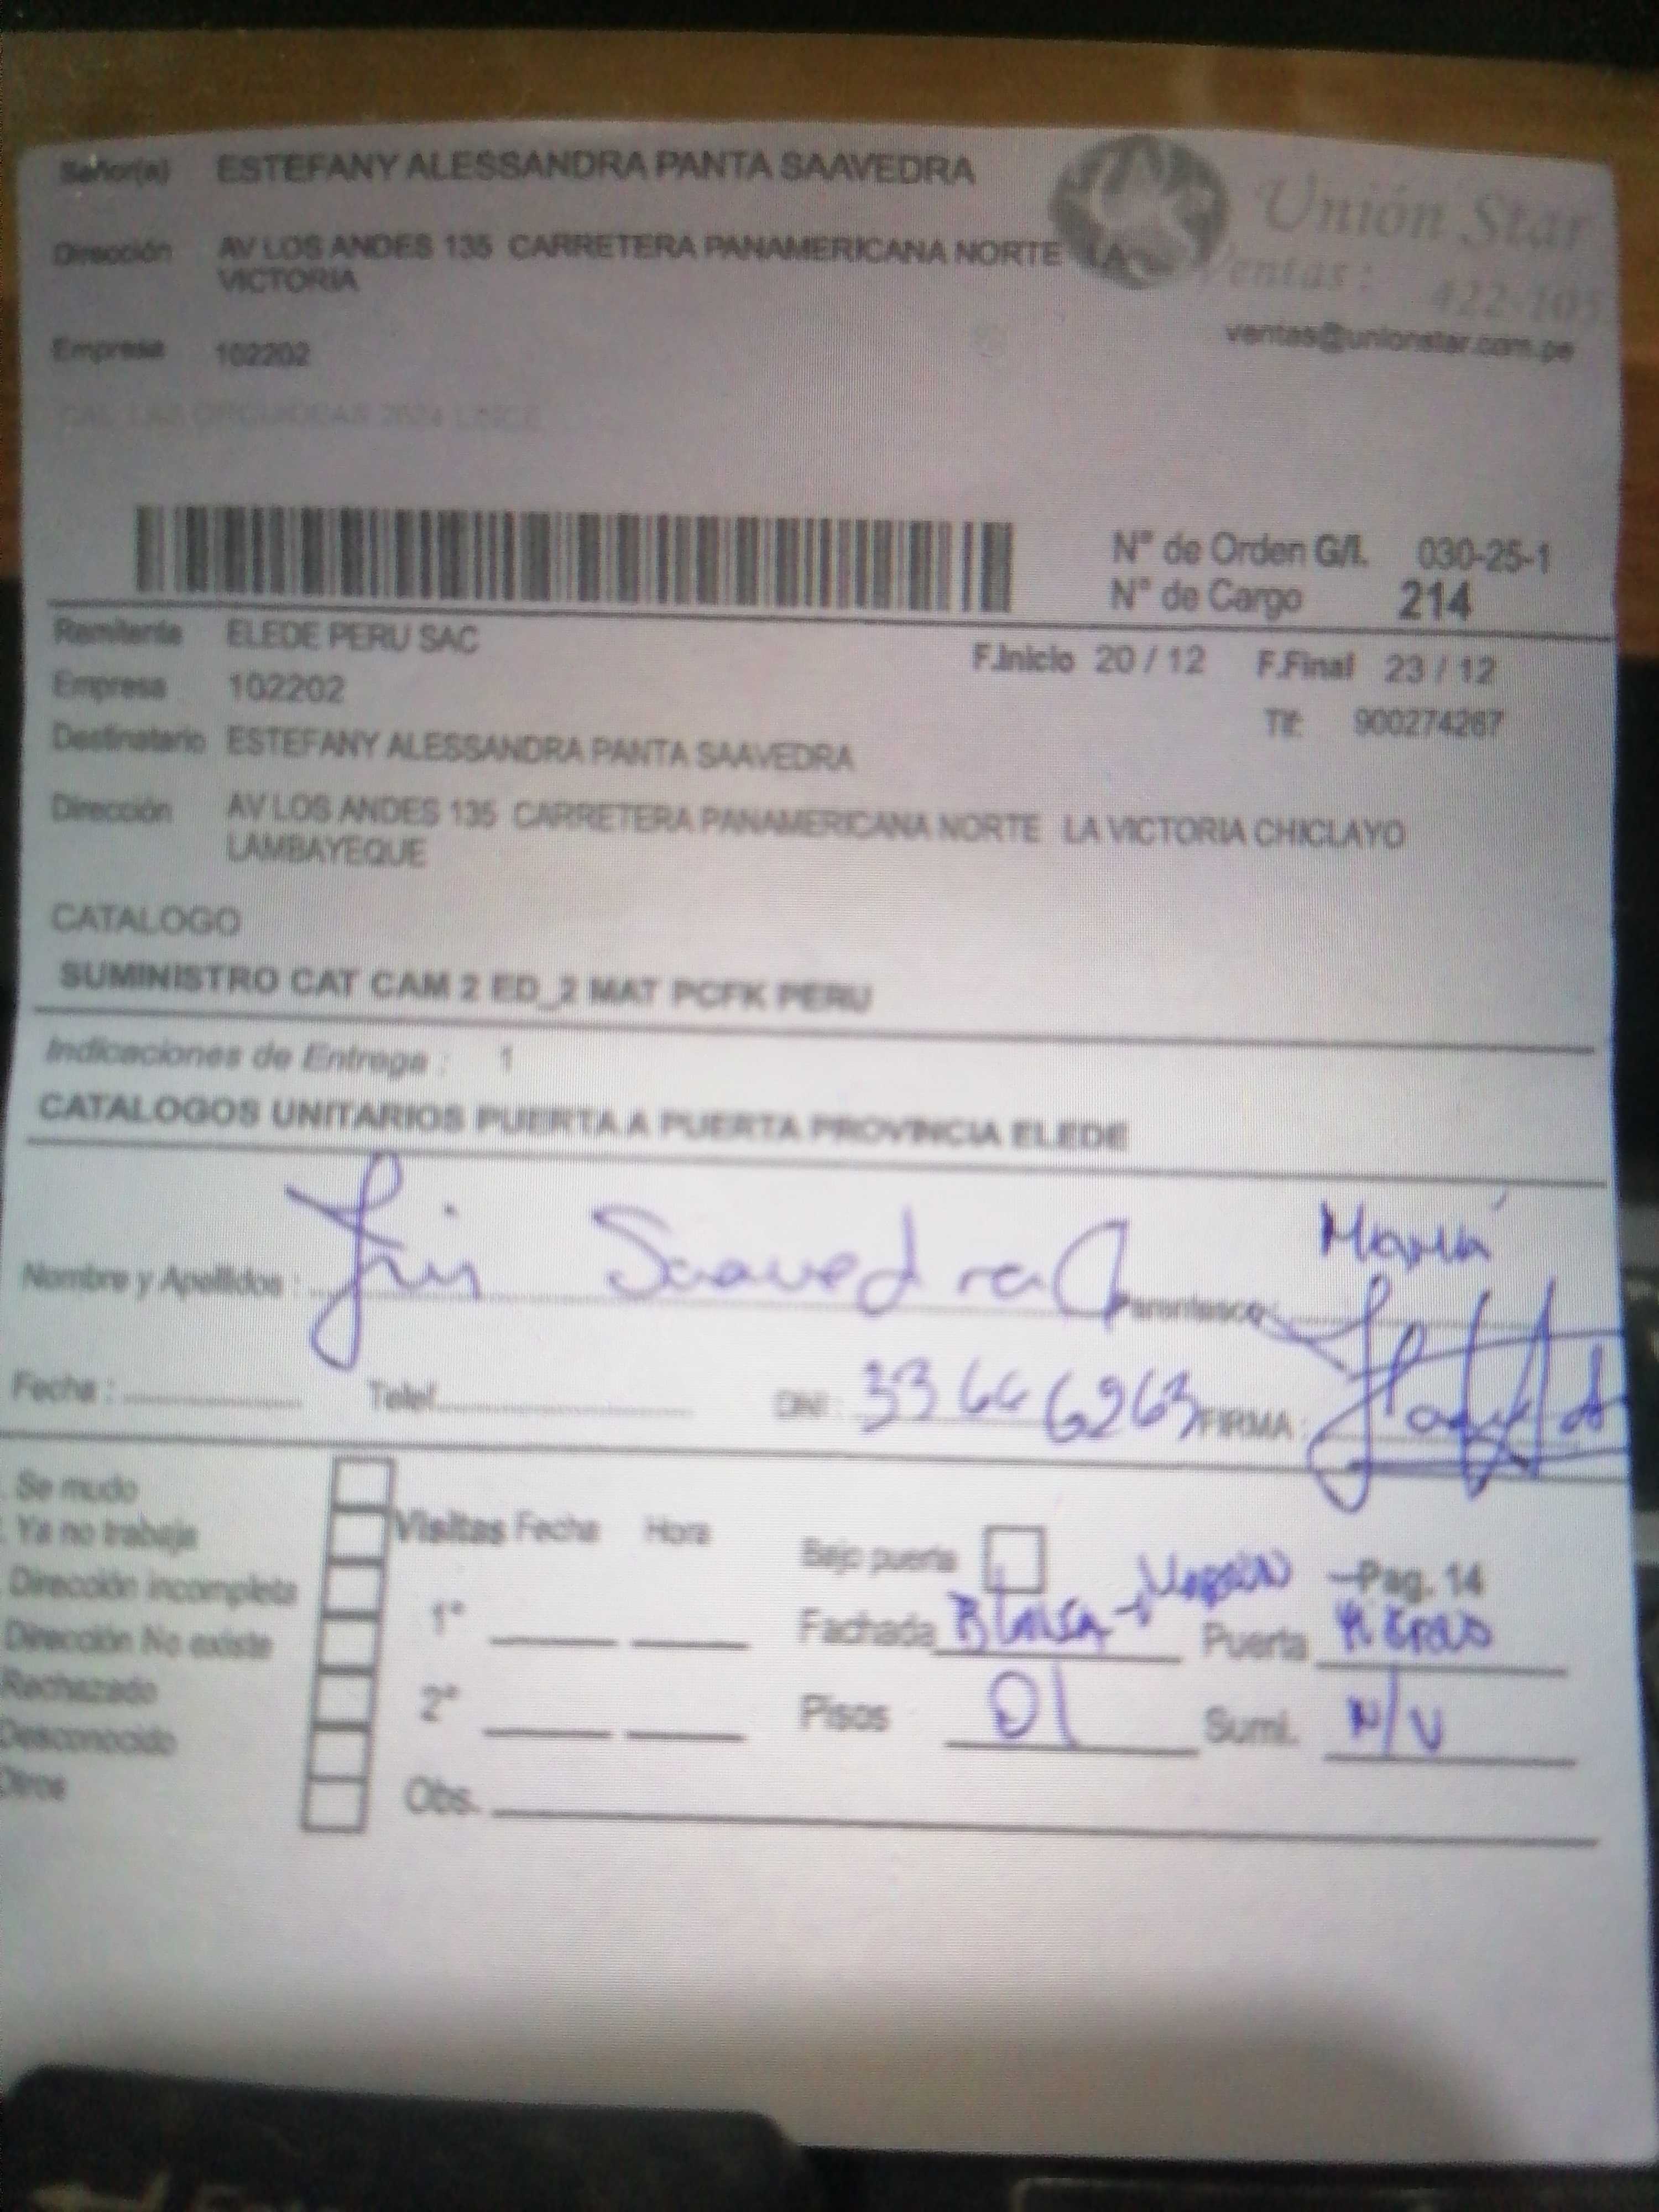 Señor(a) ESTEFANY ALESSANDRA PANTA SAAVEDRA
Unión Star
Dirección AV LOS ANDES 135 CARRETERA PANAMERICANA NORTE LA
VICTORIA
Ventas: 422-105
ventas@unionstar.com.pe
Empresa 102202
N° de Orden G/I. 030-25-1
N° de Cargo 214
Remitente ELEDE PERU SAC
F.Inicio 20 / 12 F.Final 23 / 12
Empresa 102202
Tlf: 900274267
Destinatario ESTEFANY ALESSANDRA PANTA SAAVEDRA
Dirección AV LOS ANDES 135 CARRETERA PANAMERICANA NORTE LA VICTORIA CHICLAYO
LAMBAYEQUE
CATALOGO
SUMINISTRO CAT CAM 2 ED_2 MAT PCFK PERU
Indicaciones de Entrega : 1
CATALOGOS UNITARIOS PUERTA A PUERTA PROVINCIA ELEDE
Nombre y Apellidos : Saavedra Parentesco Mamá
Fecha : Telef. DNI : 33666263 FIRMA :
Se mudo
Ya no trabaja
Dirección incompleta
Dirección No existe
Rechazado
Desconocido
Otros
Visitas Fecha Hora
1°
2°
Obs.
Bajo puerta Pag. 14
Fachada Blanca + Puerta
Pisos 01 Sumi. N/V